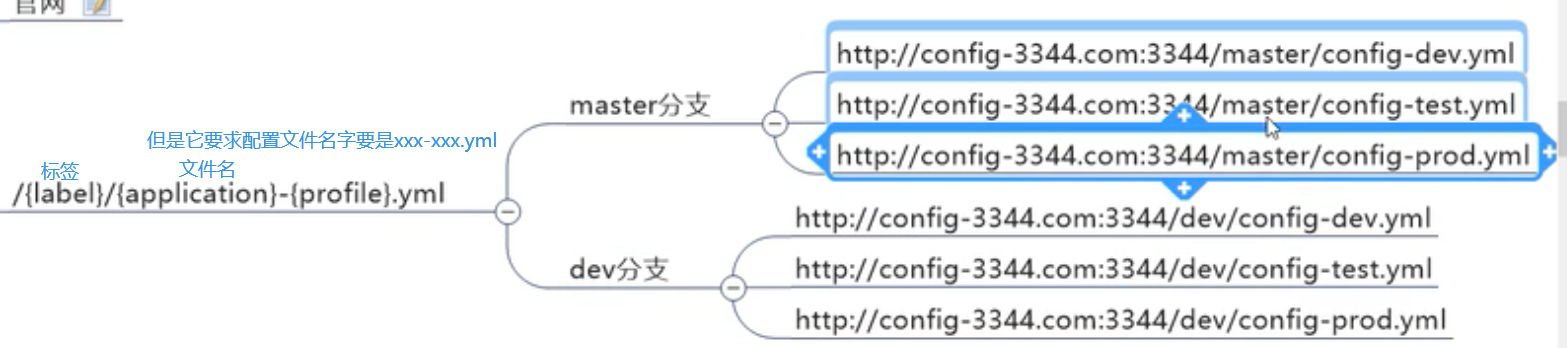 官网
但是它要求配置文件名字要是xxx-xxx.yml
标签
文件名
/{label}/{application}-{profile}.yml
master分支
http://config-3344.com:3344/master/config-dev.yml
http://config-3344.com:3344/master/config-test.yml
http://config-3344.com:3344/master/config-prod.yml
dev分支
http://config-3344.com:3344/dev/config-dev.yml
http://config-3344.com:3344/dev/config-test.yml
http://config-3344.com:3344/dev/config-prod.yml